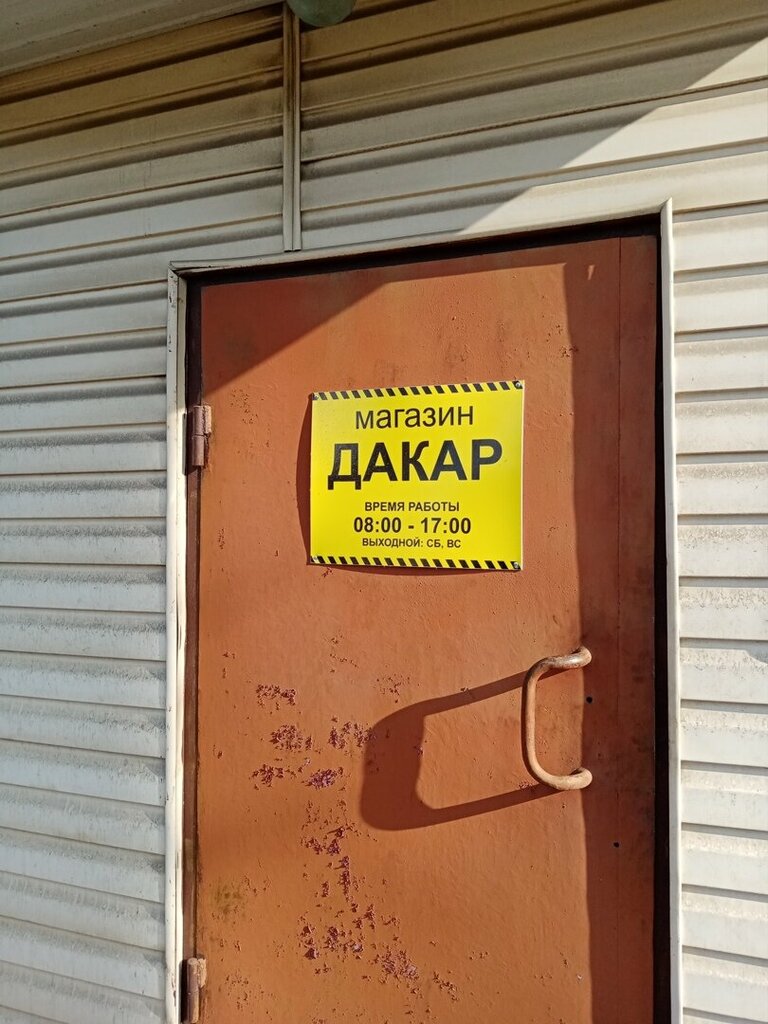 магазин
ДАКАР
ВРЕМЯ РАБОТЫ
08:00 - 17:00
ВЫХОДНОЙ: СБ, ВС